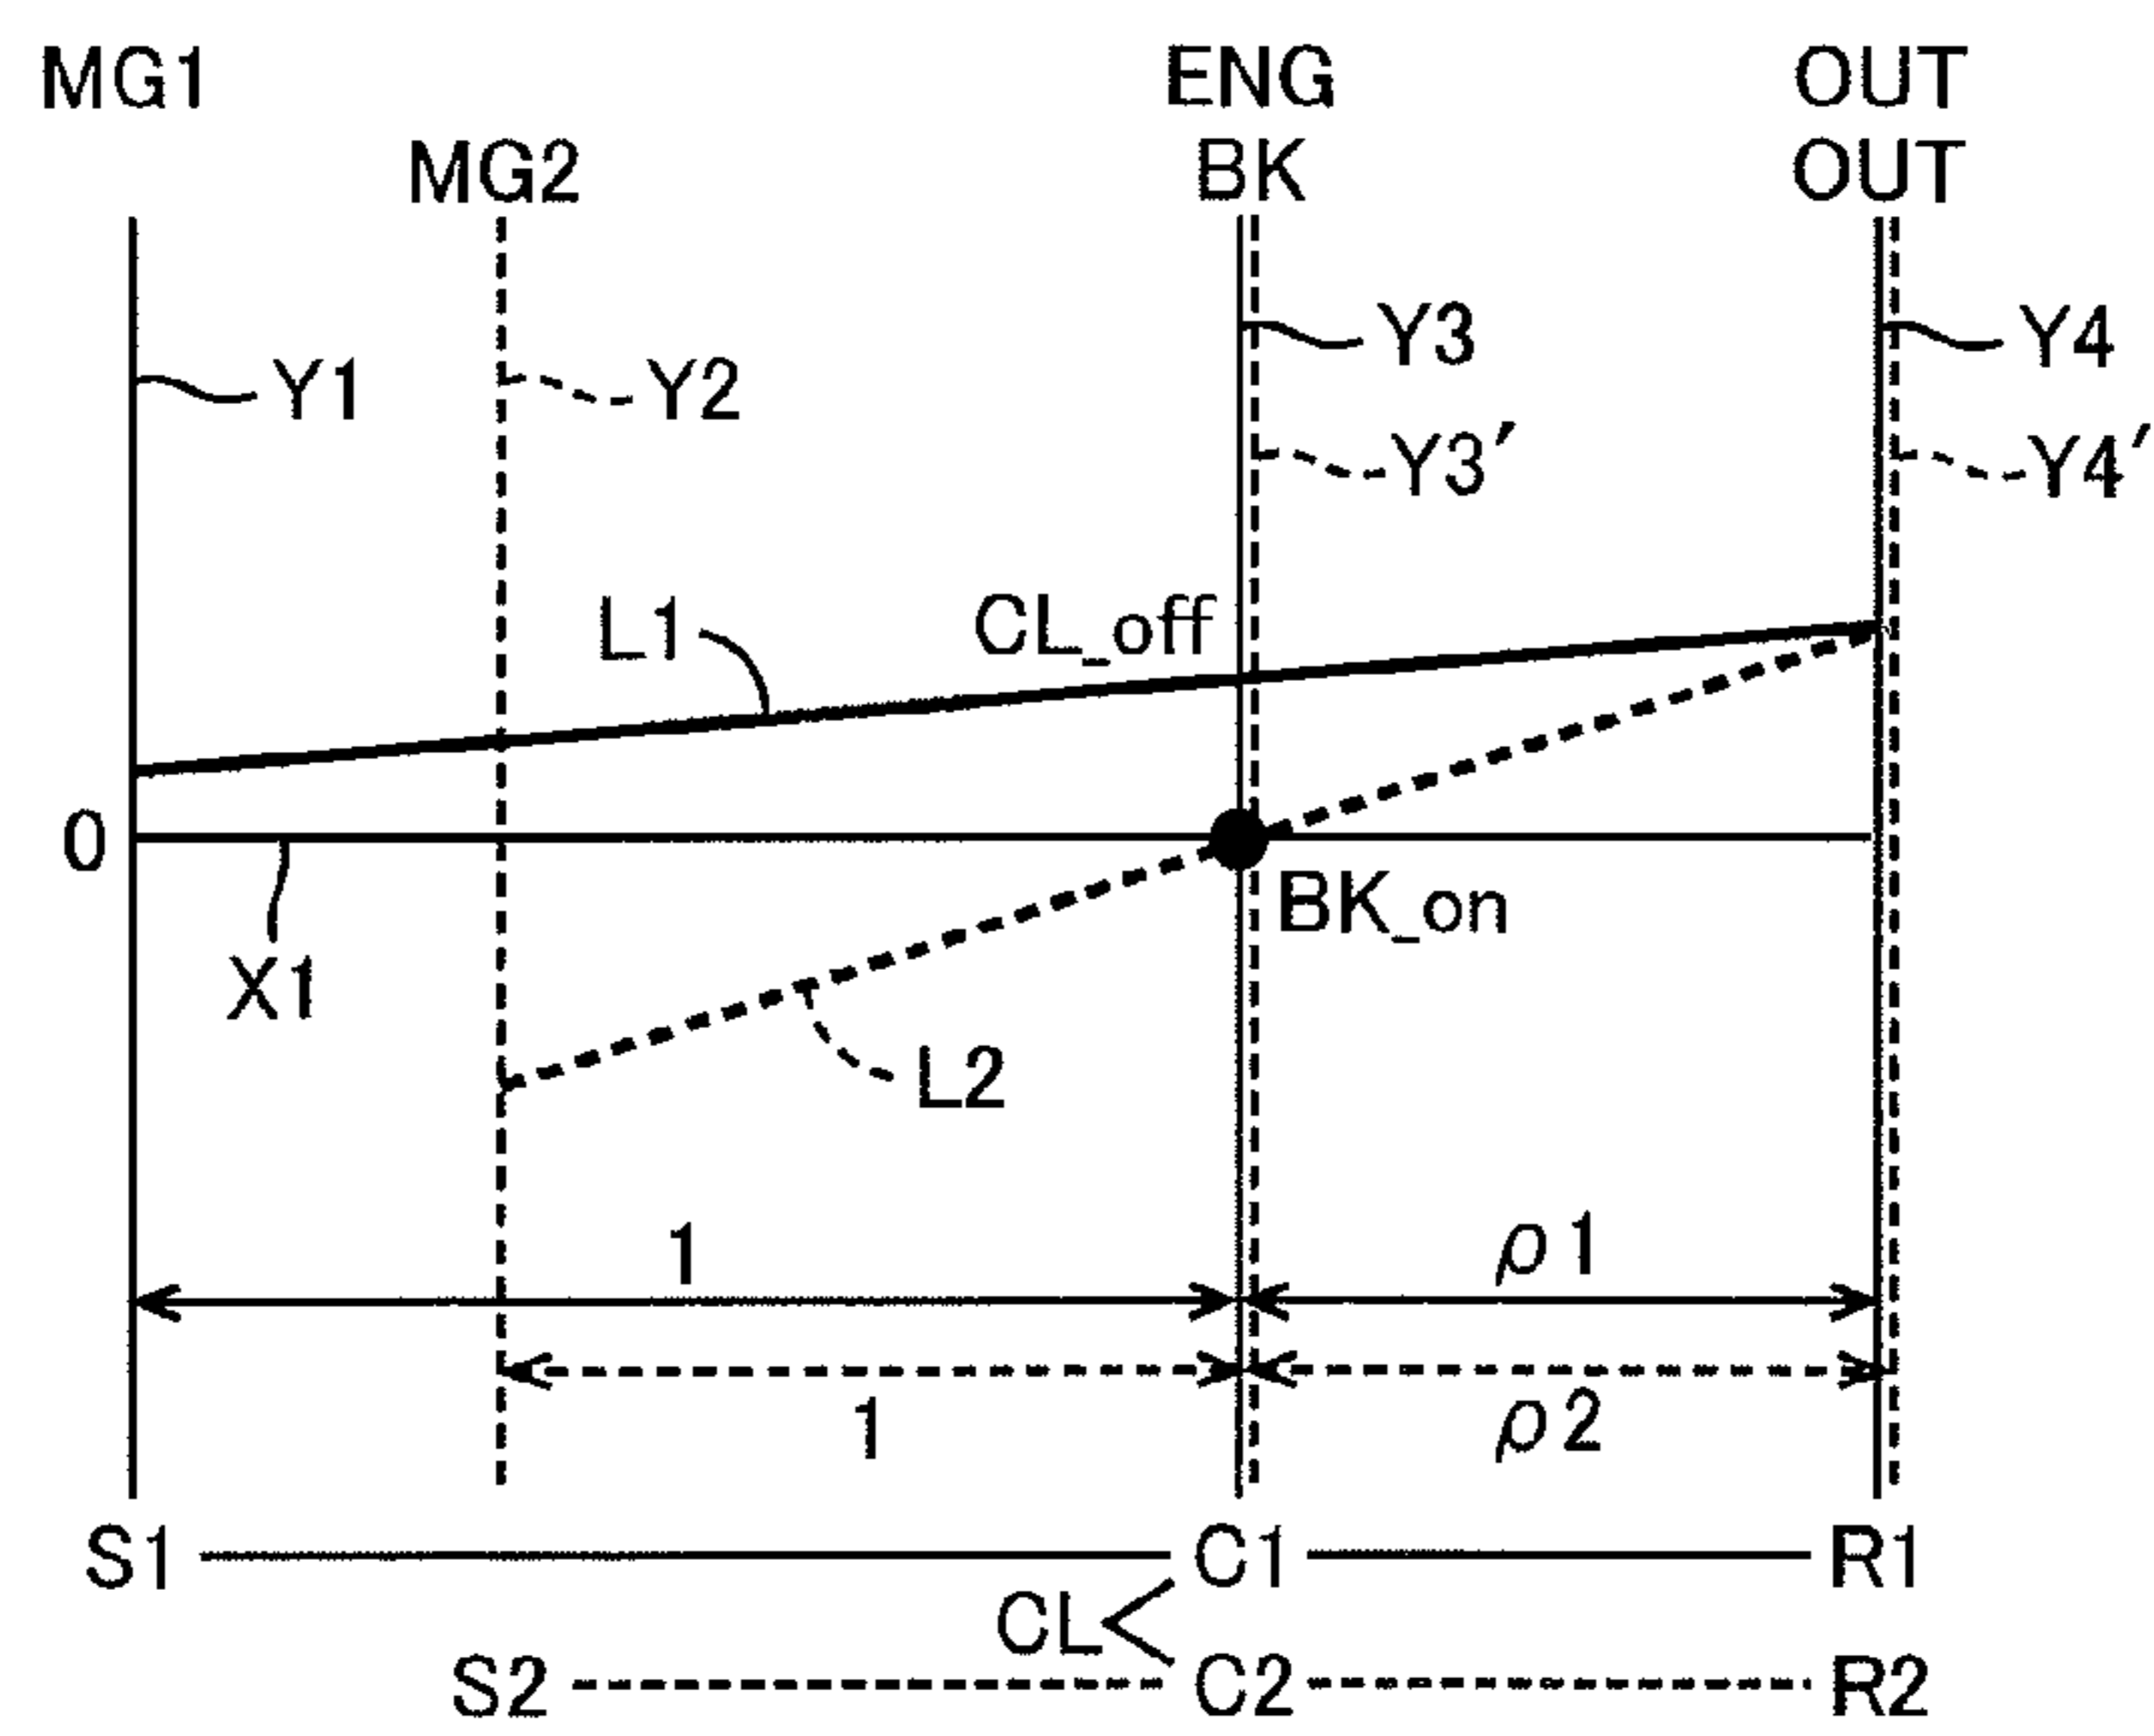 MG1 ENG OUT
MG2 BK OUT
Y1 Y2 Y3 Y4
Y3′ Y4′
L1 CL_off
0
BK_on
X1
L2
1 ρ1
1 ρ2
S1 C1 R1
CL
S2 C2 R2